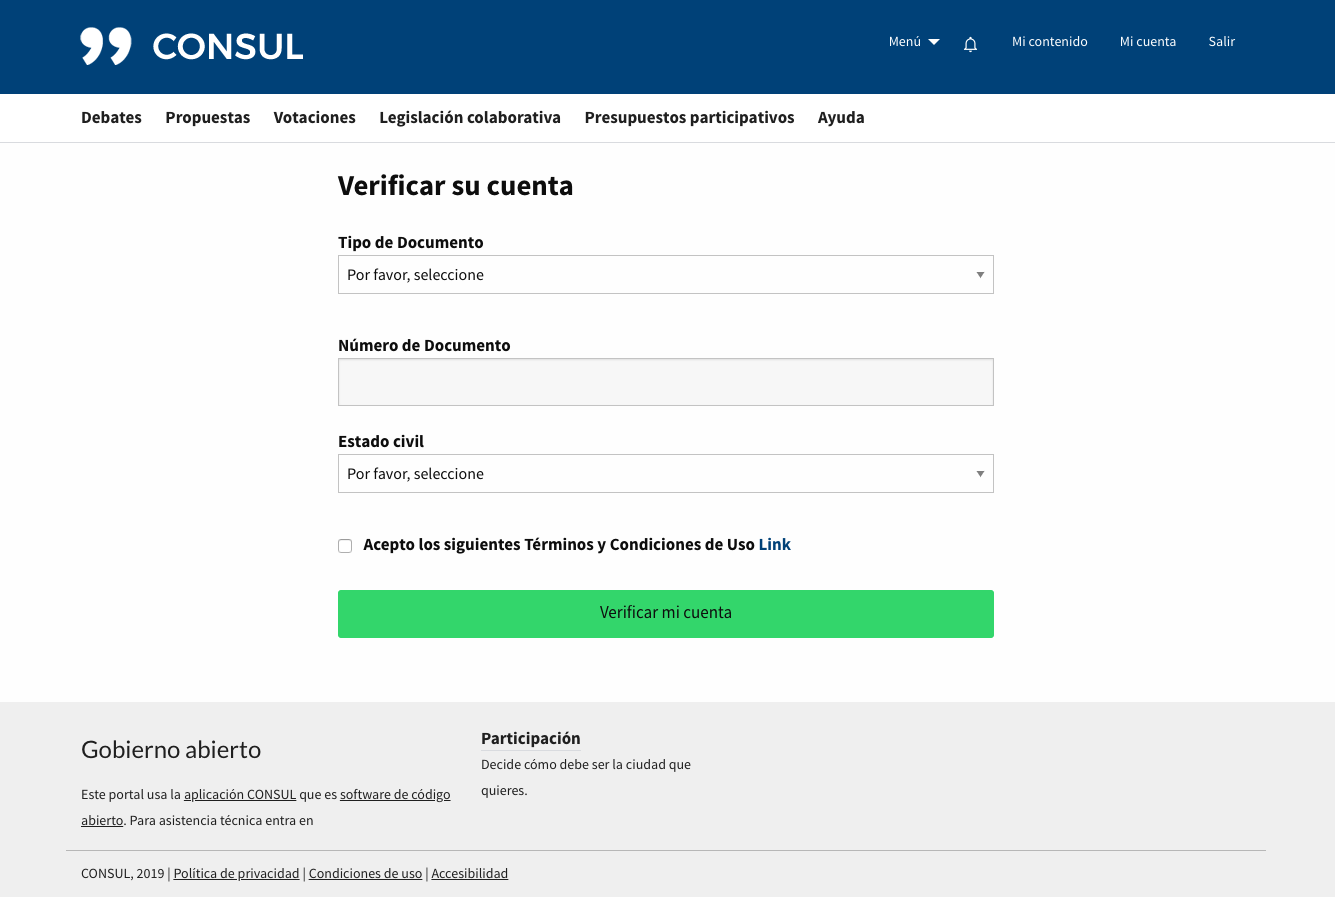 CONSUL
Menú
Mi contenido
Mi cuenta
Salir
Debates
Propuestas
Votaciones
Legislación colaborativa
Presupuestos participativos
Ayuda
Verificar su cuenta
Tipo de Documento
Por favor, seleccione
Número de Documento
Estado civil
Por favor, seleccione
Acepto los siguientes Términos y Condiciones de Uso Link
Verificar mi cuenta
Gobierno abierto
Este portal usa la aplicación CONSUL que es software de código
abierto. Para asistencia técnica entra en
Participación
Decide cómo debe ser la ciudad que
quieres.
CONSUL, 2019 | Política de privacidad | Condiciones de uso | Accesibilidad